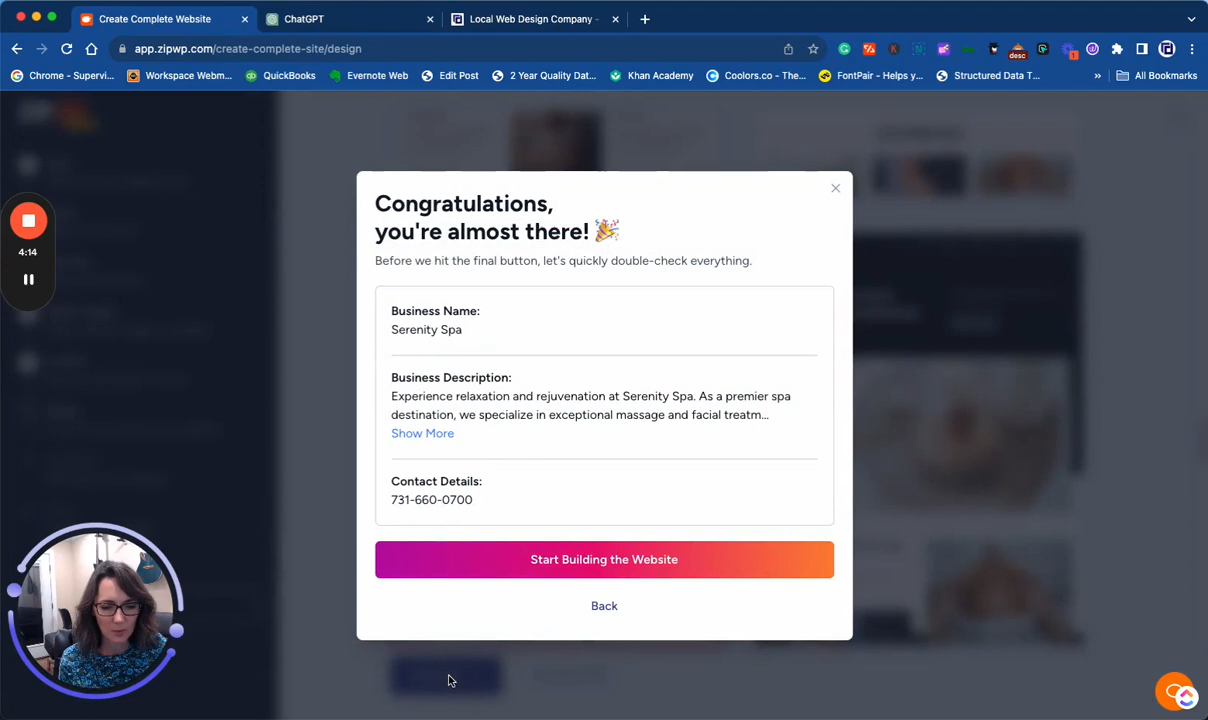 Create Complete Website
ChatGPT
Local Web Design Company -
app.zipwp.com/create-complete-site/design
desc
1
Chrome - Supervi...
Workspace Webm...
QuickBooks
Evernote Web
Edit Post
2 Year Quality Dat...
Khan Academy
Coolors.co - The...
FontPair - Helps y...
Structured Data T...
»
All Bookmarks
4:14
Congratulations,
you're almost there! 🎉
Before we hit the final button, let's quickly double-check everything.
Business Name:
Serenity Spa
Business Description:
Experience relaxation and rejuvenation at Serenity Spa. As a premier spa
destination, we specialize in exceptional massage and facial treatm...
Show More
Contact Details:
731-660-0700
Start Building the Website
Back